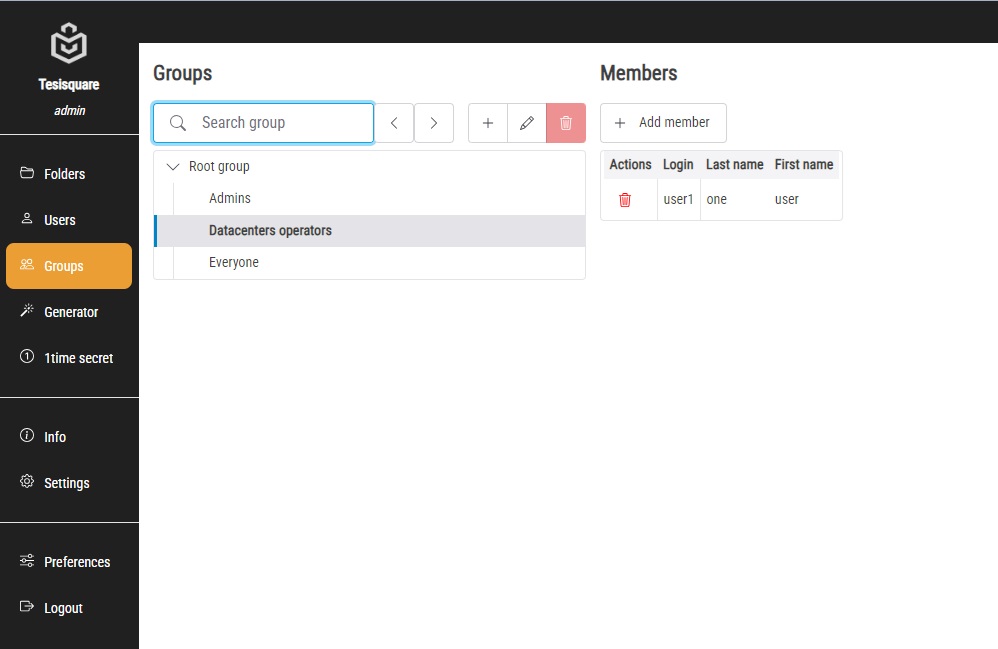 Tesisquare
admin
Folders
Users
Groups
Generator
1time secret
Info
Settings
Preferences
Logout
Groups
Search group
Root group
Admins
Datacenters operators
Everyone
Members
Add member
Actions Login Last name First name
user1 one user